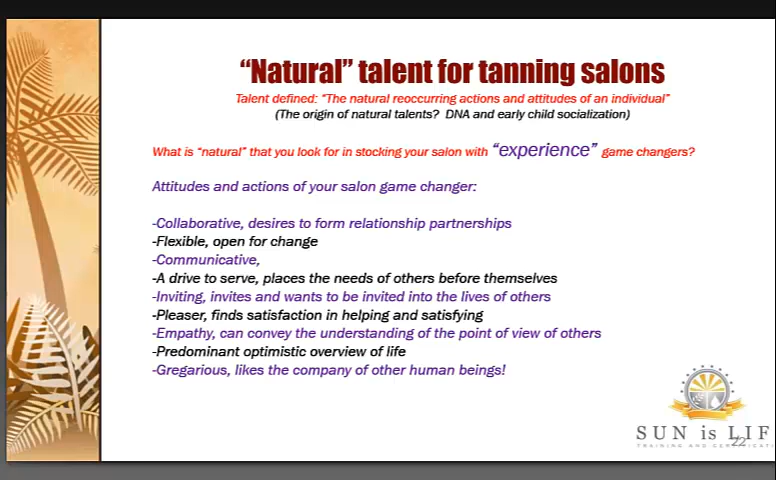 “Natural” talent for tanning salons
Talent defined: “The natural reoccurring actions and attitudes of an individual”
(The origin of natural talents? DNA and early child socialization)
What is “natural” that you look for in stocking your salon with “experience” game changers?
Attitudes and actions of your salon game changer:
-Collaborative, desires to form relationship partnerships
-Flexible, open for change
-Communicative,
-A drive to serve, places the needs of others before themselves
-Inviting, invites and wants to be invited into the lives of others
-Pleaser, finds satisfaction in helping and satisfying
-Empathy, can convey the understanding of the point of view of others
-Predominant optimistic overview of life
-Gregarious, likes the company of other human beings!
SUN is LIF
22
TRAINING AND CERTIFICATI